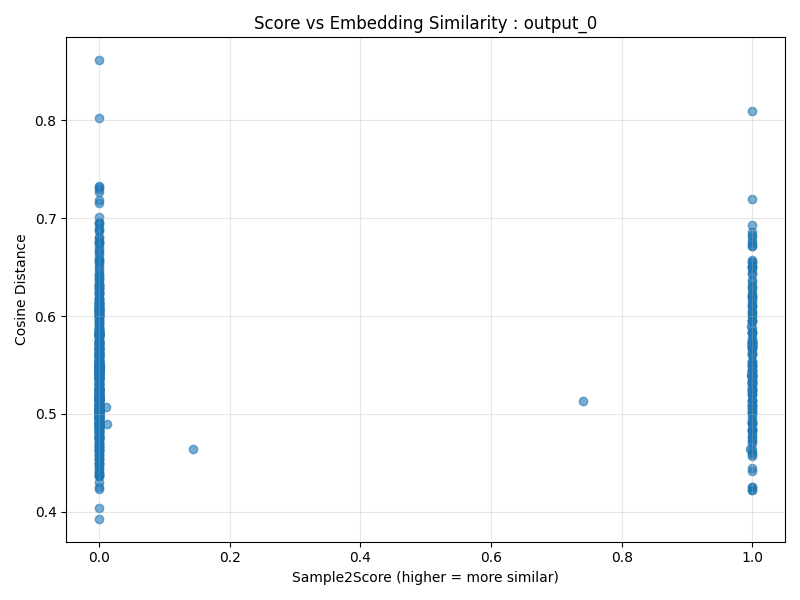 Score vs Embedding Similarity : output_0
0.8
0.7
0.6
0.5
0.4
Cosine Distance
0.0 0.2 0.4 0.6 0.8 1.0
Sample2Score (higher = more similar)